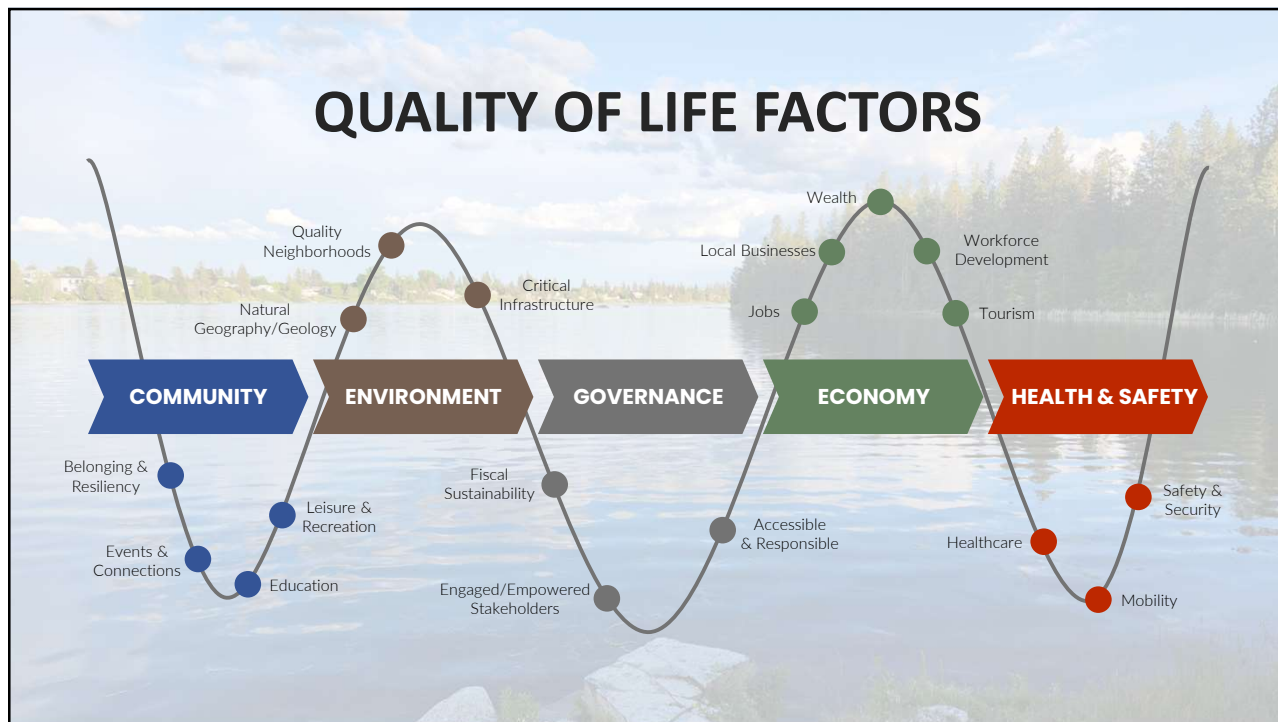 QUALITY OF LIFE FACTORS
Wealth
Quality
Neighborhoods
Local Businesses
Workforce
Development
Critical
Infrastructure
Natural
Geography/Geology
Jobs
Tourism
COMMUNITY
ENVIRONMENT
GOVERNANCE
ECONOMY
HEALTH & SAFETY
Belonging &
Resiliency
Fiscal
Sustainability
Safety &
Security
Leisure &
Recreation
Accessible
& Responsible
Events &
Connections
Healthcare
Education
Engaged/Empowered
Stakeholders
Mobility